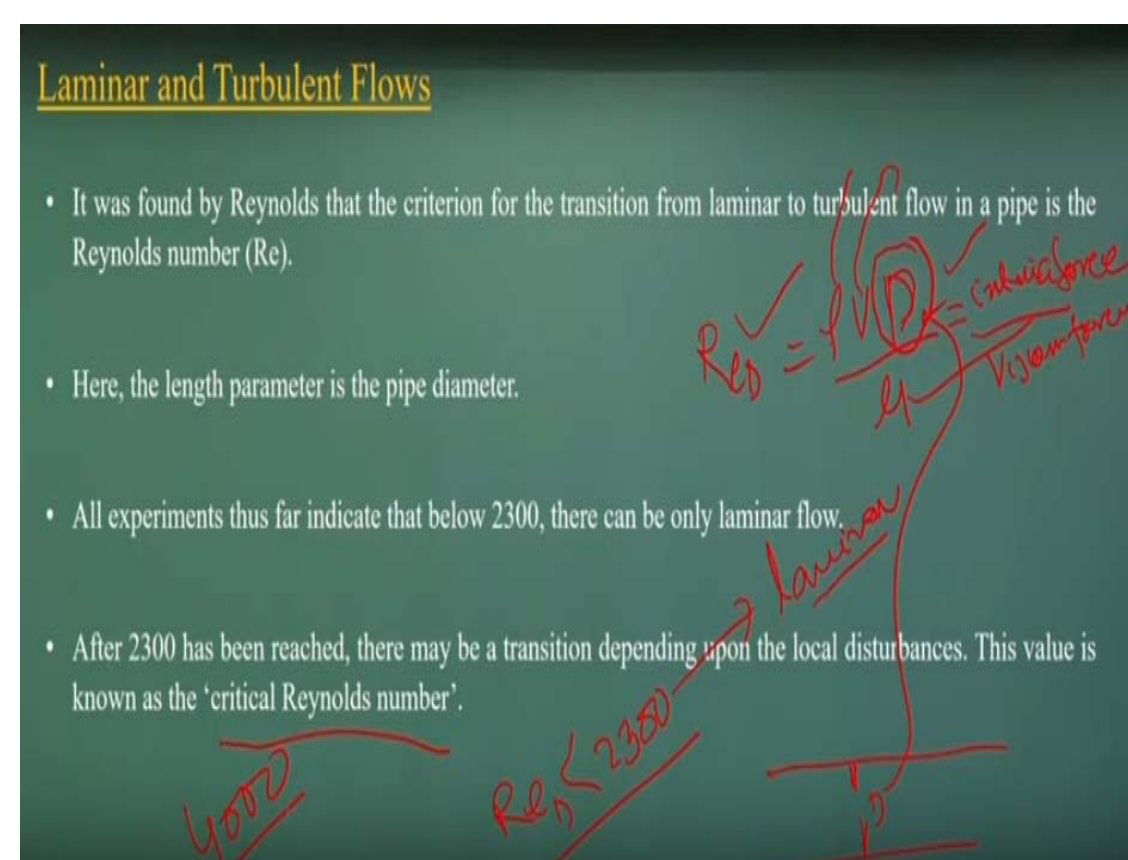 Laminar and Turbulent Flows
• It was found by Reynolds that the criterion for the transition from laminar to turbulent flow in a pipe is the
Reynolds number (Re).
Re_D = ρVD/μ = inertia force / Viscous force
• Here, the length parameter is the pipe diameter.
• All experiments thus far indicate that below 2300, there can be only laminar flow.
• After 2300 has been reached, there may be a transition depending upon the local disturbances. This value is
known as the ‘critical Reynolds number’.
4000
Re_D < 2300 → laminar
D